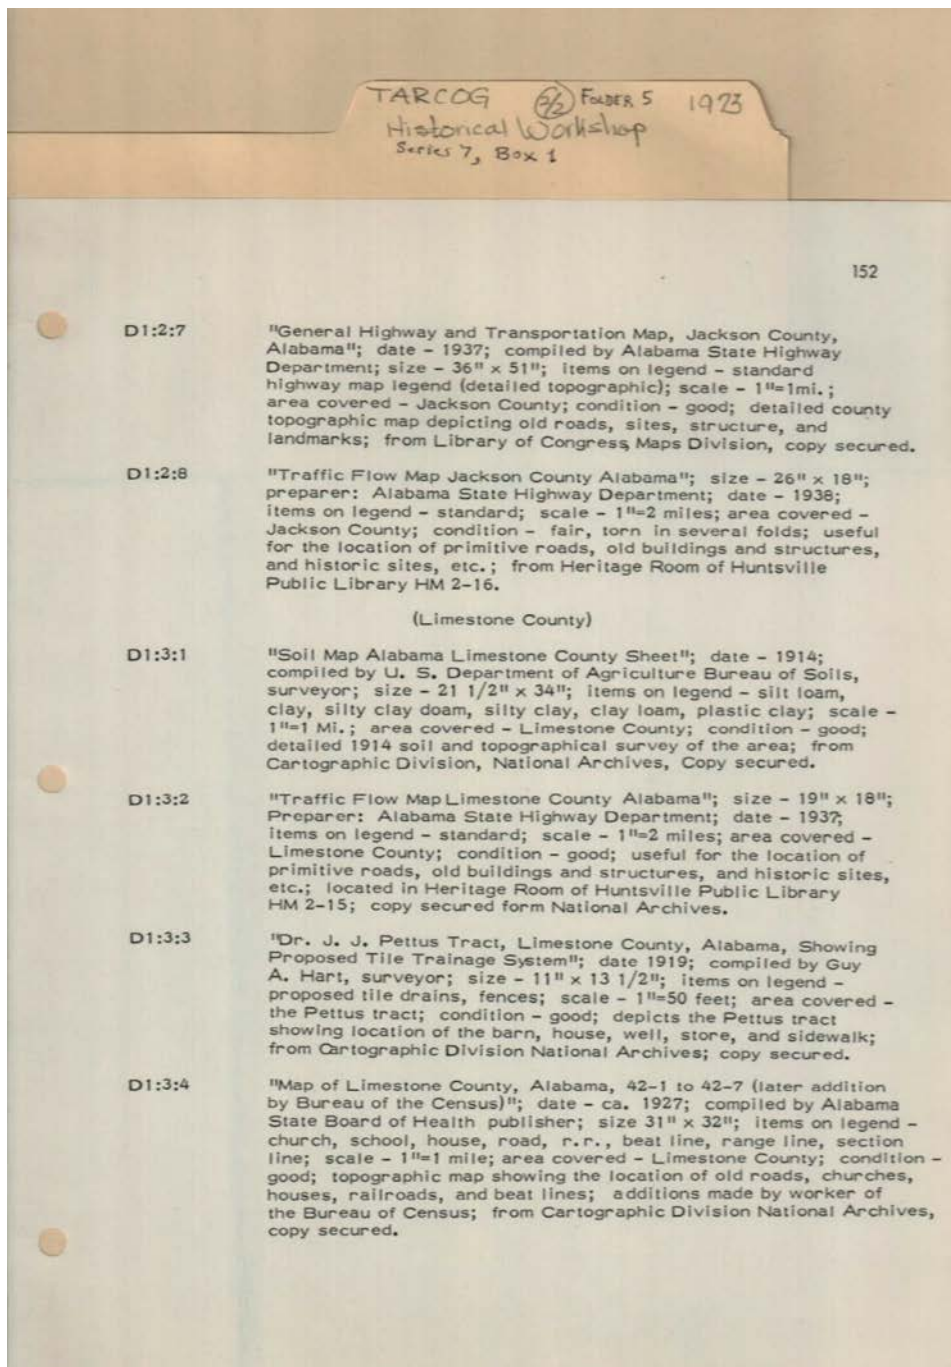 TARCOG 2/2 FOLDER 5 1973
Historical Workshop
Series 7, Box 1
152
D1:2:7 "General Highway and Transportation Map, Jackson County,
Alabama"; date - 1937; compiled by Alabama State Highway
Department; size - 36" x 51"; items on legend - standard
highway map legend (detailed topographic); scale - 1"=1mi.;
area covered - Jackson County; condition - good; detailed county
topographic map depicting old roads, sites, structure, and
landmarks; from Library of Congress, Maps Division, copy secured.
D1:2:8 "Traffic Flow Map Jackson County Alabama"; size - 26" x 18";
preparer: Alabama State Highway Department; date - 1938;
items on legend - standard; scale - 1"=2 miles; area covered -
Jackson County; condition - fair, torn in several folds; useful
for the location of primitive roads, old buildings and structures,
and historic sites, etc.; from Heritage Room of Huntsville
Public Library HM 2-16.
(Limestone County)
D1:3:1 "Soil Map Alabama Limestone County Sheet"; date - 1914;
compiled by U. S. Department of Agriculture Bureau of Soils,
surveyor; size - 21 1/2" x 34"; items on legend - silt loam,
clay, silty clay doam, silty clay, clay loam, plastic clay; scale -
1"=1 Mi.; area covered - Limestone County; condition - good;
detailed 1914 soil and topographical survey of the area; from
Cartographic Division, National Archives, Copy secured.
D1:3:2 "Traffic Flow Map Limestone County Alabama"; size - 19" x 18";
Preparer: Alabama State Highway Department; date - 1937;
items on legend - standard; scale - 1"=2 miles; area covered -
Limestone County; condition - good; useful for the location of
primitive roads, old buildings and structures, and historic sites,
etc.; located in Heritage Room of Huntsville Public Library
HM 2-15; copy secured form National Archives.
D1:3:3 "Dr. J. J. Pettus Tract, Limestone County, Alabama, Showing
Proposed Tile Trainage System"; date 1919; compiled by Guy
A. Hart, surveyor; size - 11" x 13 1/2"; items on legend -
proposed tile drains, fences; scale - 1"=50 feet; area covered -
the Pettus tract; condition - good; depicts the Pettus tract
showing location of the barn, house, well, store, and sidewalk;
from Cartographic Division National Archives; copy secured.
D1:3:4 "Map of Limestone County, Alabama, 42-1 to 42-7 (later addition
by Bureau of the Census)"; date - ca. 1927; compiled by Alabama
State Board of Health publisher; size 31" x 32"; items on legend -
church, school, house, road, r.r., beat line, range line, section
line; scale - 1"=1 mile; area covered - Limestone County; condition -
good; topographic map showing the location of old roads, churches,
houses, railroads, and beat lines; additions made by worker of
the Bureau of Census; from Cartographic Division National Archives,
copy secured.